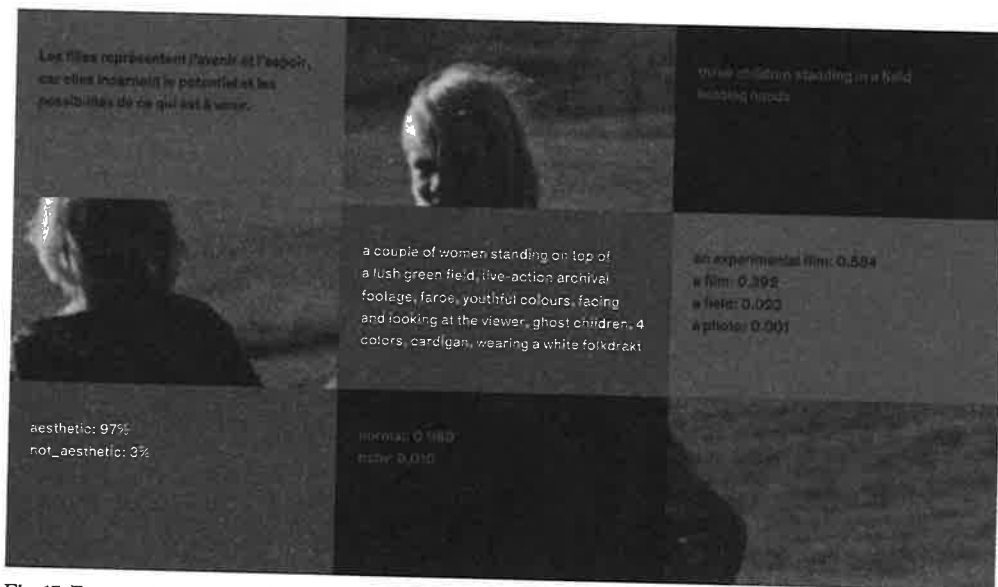 Les filles représentent l'avenir et l'espoir,
car elles incarnent le potentiel et les
possibilités de ce qui est à venir.
three children standing in a field
holding hands
a couple of women standing on top of
a lush green field, live-action archival
footage, faroe, youthful colours, facing
and looking at the viewer, ghost children, 4
colors, cardigan, wearing a white folkdrakt
an experimental film: 0.584
a film: 0.392
a field: 0.023
a photo: 0.001
aesthetic: 97%
not_aesthetic: 3%
normal: 0.980
nsfw: